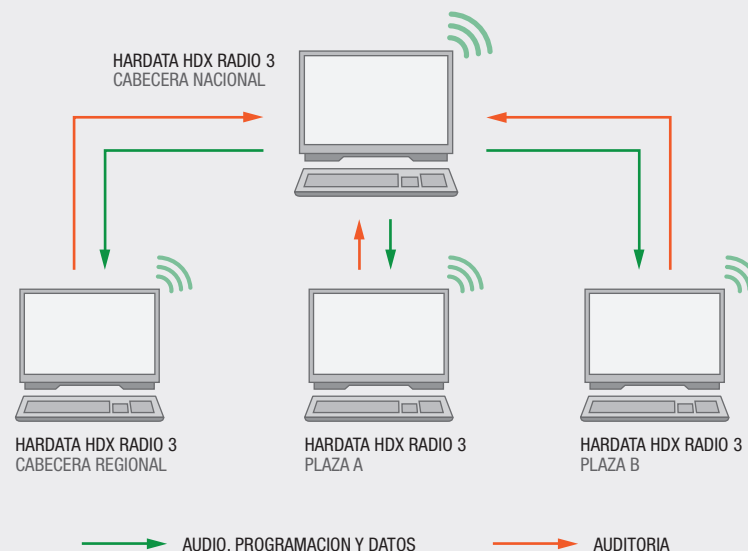 HARDATA HDX RADIO 3
CABECERA NACIONAL
HARDATA HDX RADIO 3
CABECERA REGIONAL
HARDATA HDX RADIO 3
PLAZA A
HARDATA HDX RADIO 3
PLAZA B
AUDIO, PROGRAMACION Y DATOS
AUDITORIA